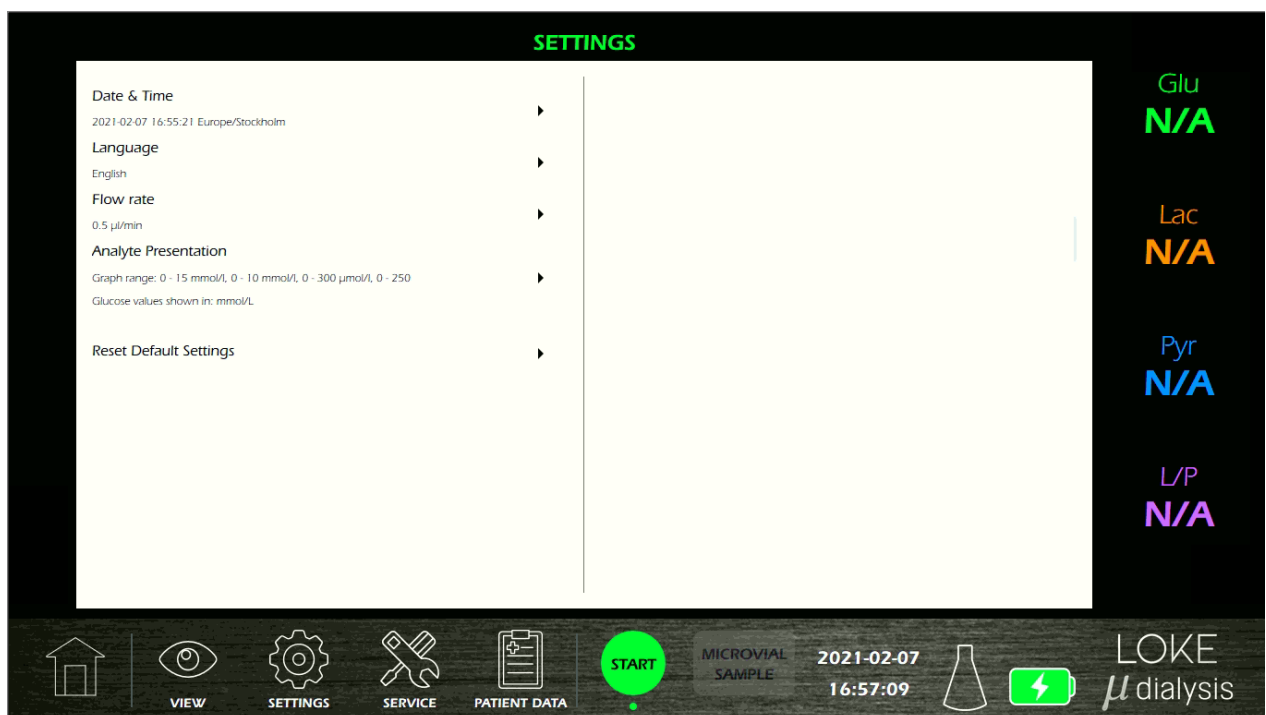 SETTINGS
Date & Time
2021-02-07 16:55:21 Europe/Stockholm
Language
English
Flow rate
0.5 µl/min
Analyte Presentation
Graph range: 0 - 15 mmol/l, 0 - 10 mmol/l, 0 - 300 µmol/l, 0 - 250
Glucose values shown in: mmol/L
Reset Default Settings
Glu
N/A
Lac
N/A
Pyr
N/A
L/P
N/A
VIEW
SETTINGS
SERVICE
PATIENT DATA
START
MICROVIAL
SAMPLE
2021-02-07
16:57:09
LOKE
µ dialysis